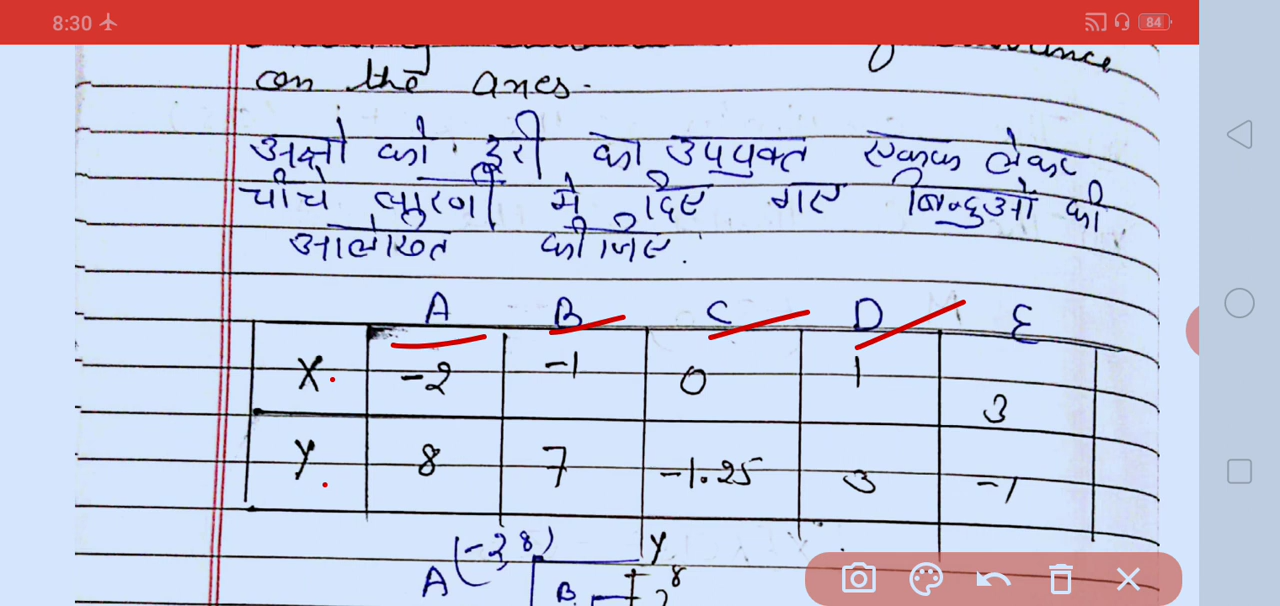 8:30
84
on the axes.
अक्षो को दुरी का उपयुक्त एकक लेकर
नीचे सारणी मे दिए गए बिन्दुओं को
आलेखित कीजिए.
A B C D E
X -2 -1 0 1 3
Y 8 7 -1.25 3 -1
A (-2, 8) Y
B 8